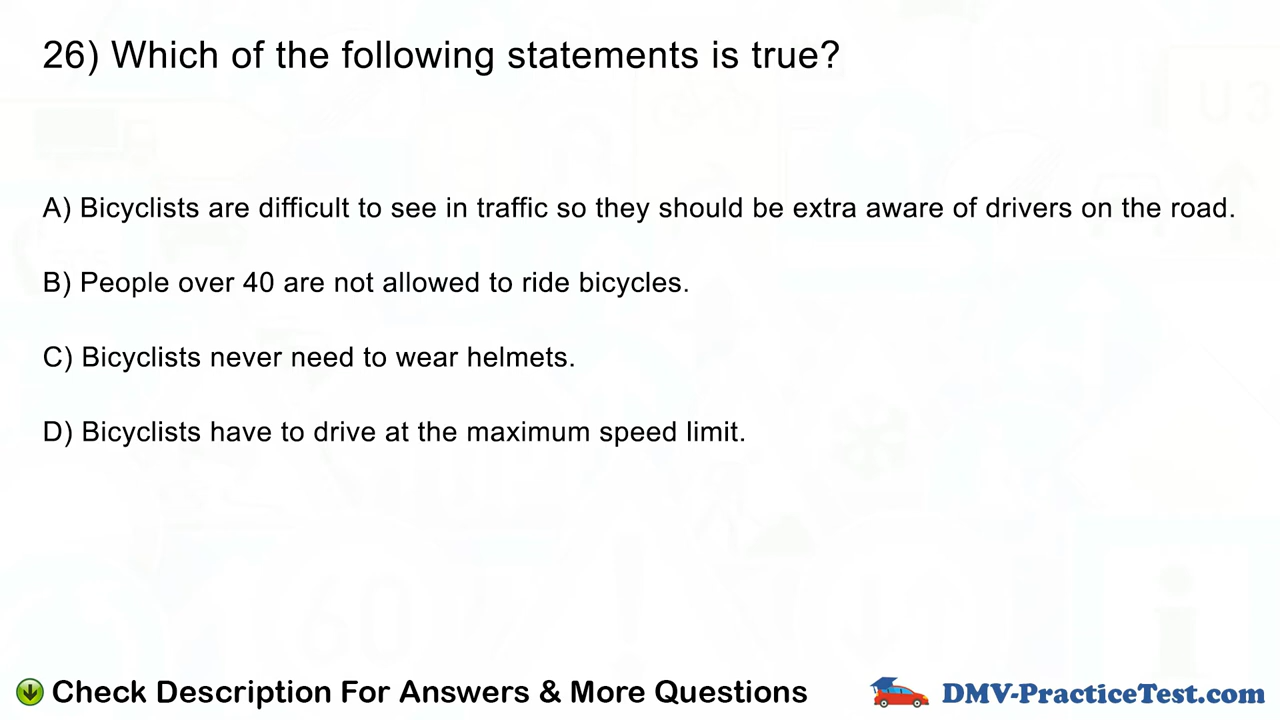 26) Which of the following statements is true?
A) Bicyclists are difficult to see in traffic so they should be extra aware of drivers on the road.
B) People over 40 are not allowed to ride bicycles.
C) Bicyclists never need to wear helmets.
D) Bicyclists have to drive at the maximum speed limit.
Check Description For Answers & More Questions
DMV-PracticeTest.com